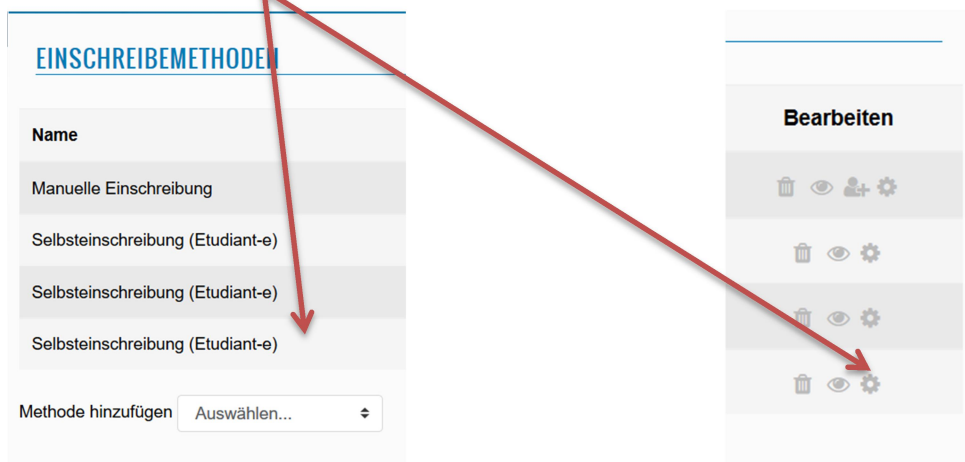 EINSCHREIBEMETHODEN
Name
Bearbeiten
Manuelle Einschreibung
Selbsteinschreibung (Etudiant-e)
Selbsteinschreibung (Etudiant-e)
Selbsteinschreibung (Etudiant-e)
Methode hinzufügen Auswählen...